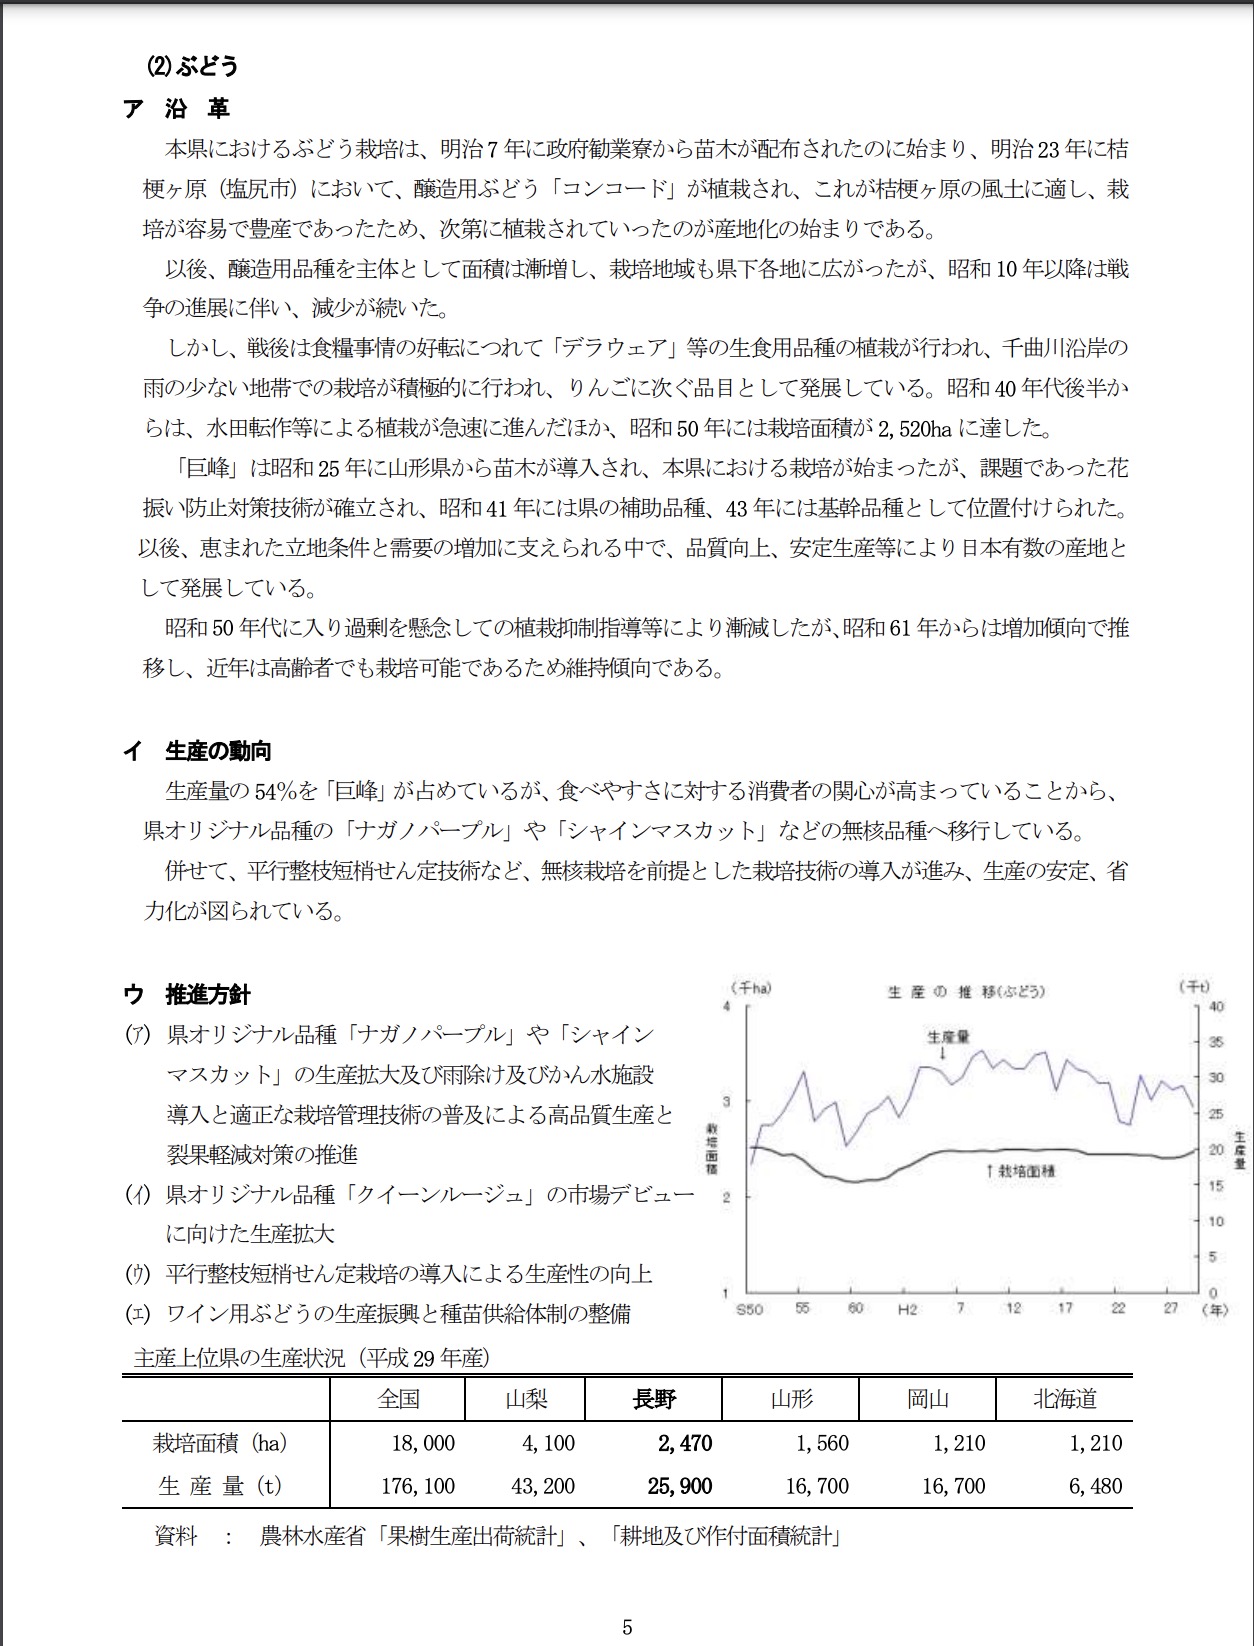 (2)ぶどう
ア　沿　革
本県におけるぶどう栽培は、明治7年に政府勧業寮から苗木が配布されたのに始まり、明治23年に桔
梗ヶ原（塩尻市）において、醸造用ぶどう「コンコード」が植栽され、これが桔梗ヶ原の風土に適し、栽
培が容易で豊産であったため、次第に植栽されていったのが産地化の始まりである。
以後、醸造用品種を主体として面積は漸増し、栽培地域も県下各地に広がったが、昭和10年以降は戦
争の進展に伴い、減少が続いた。
しかし、戦後は食糧事情の好転につれて「デラウェア」等の生食用品種の植栽が行われ、千曲川沿岸の
雨の少ない地帯での栽培が積極的に行われ、りんごに次ぐ品目として発展している。昭和40年代後半か
らは、水田転作等による植栽が急速に進んだほか、昭和50年には栽培面積が2,520haに達した。
「巨峰」は昭和25年に山形県から苗木が導入され、本県における栽培が始まったが、課題であった花
振い防止対策技術が確立され、昭和41年には県の補助品種、43年には基幹品種として位置付けられた。
以後、恵まれた立地条件と需要の増加に支えられる中で、品質向上、安定生産等により日本有数の産地と
して発展している。
昭和50年代に入り過剰を懸念しての植栽抑制指導等により漸減したが、昭和61年からは増加傾向で推
移し、近年は高齢者でも栽培可能であるため維持傾向である。
イ　生産の動向
生産量の54％を「巨峰」が占めているが、食べやすさに対する消費者の関心が高まっていることから、
県オリジナル品種の「ナガノパープル」や「シャインマスカット」などの無核品種へ移行している。
併せて、平行整枝短梢せん定技術など、無核栽培を前提とした栽培技術の導入が進み、生産の安定、省
力化が図られている。
ウ　推進方針
(ア)　県オリジナル品種「ナガノパープル」や「シャイン
マスカット」の生産拡大及び雨除け及びかん水施設
導入と適正な栽培管理技術の普及による高品質生産と
裂果軽減対策の推進
(イ)　県オリジナル品種「クイーンルージュ」の市場デビュー
に向けた生産拡大
(ウ)　平行整枝短梢せん定栽培の導入による生産性の向上
(エ)　ワイン用ぶどうの生産振興と種苗供給体制の整備
(千ha)　生産の推移(ぶどう)　(千t)
4　40
生産量　35
↓
30
3　25
栽培面積　生産量
20
↑栽培面積
2　15
10
5
1　0
S50　55　60　H2　7　12　17　22　27　(年)
主産上位県の生産状況（平成29年産）
全国　山梨　長野　山形　岡山　北海道
栽培面積（ha）　18,000　4,100　2,470　1,560　1,210　1,210
生 産 量（t）　176,100　43,200　25,900　16,700　16,700　6,480
資料　：　農林水産省「果樹生産出荷統計」、「耕地及び作付面積統計」
5